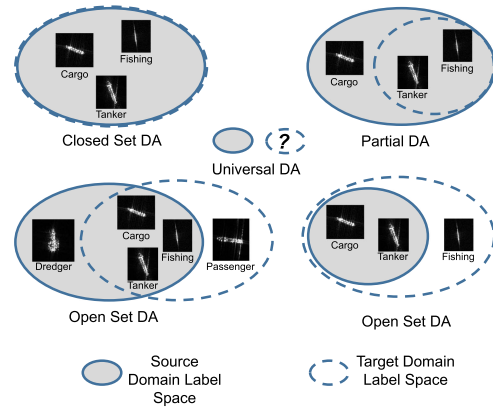 Cargo
Fishing
Tanker
Closed Set DA
Cargo
Fishing
Tanker
Partial DA
?
Universal DA
Dredger
Cargo
Fishing
Tanker
Passenger
Open Set DA
Cargo
Tanker
Fishing
Open Set DA
Source
Domain Label
Space
Target Domain
Label Space